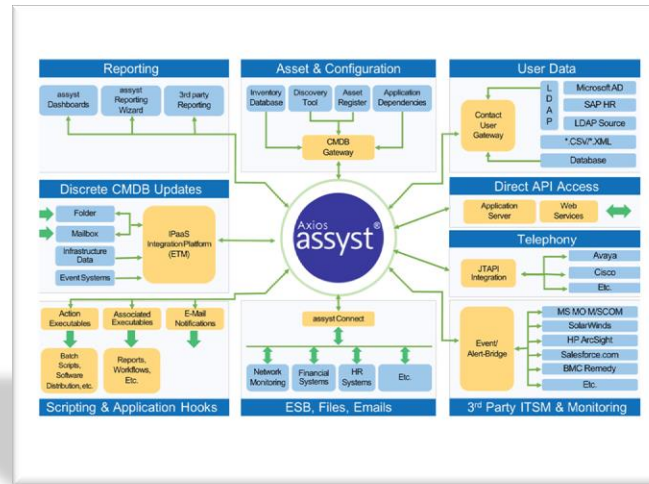 Reporting
assyst
Dashboards
assyst
Reporting
Wizard
3rd party
Reporting
Asset & Configuration
Inventory
Database
Discovery
Tool
Asset
Register
Application
Dependencies
CMDB
Gateway
User Data
Contact
User
Gateway
L
D
A
P
Microsoft AD
SAP HR
LDAP Source
*.CSV/*.XML
Database
Discrete CMDB Updates
Folder
Mailbox
Infrastructure
Data
Event Systems
IPaaS
Integration Platform
(ETM)
Axios
assyst®
Direct API Access
Application
Server
Web
Services
Telephony
JTAPI
Integration
Avaya
Cisco
Etc.
Action
Executables
Associated
Executables
E-Mail
Notifications
Batch
Scripts,
Software
Distribution, etc.
Reports,
Workflows,
Etc.
Scripting & Application Hooks
assyst Connect
Network
Monitoring
Financial
Systems
HR
Systems
Etc.
ESB, Files, Emails
Event/
Alert-Bridge
MS MO M/SCOM
SolarWinds
HP ArcSight
Salesforce.com
BMC Remedy
Etc.
3rd Party ITSM & Monitoring